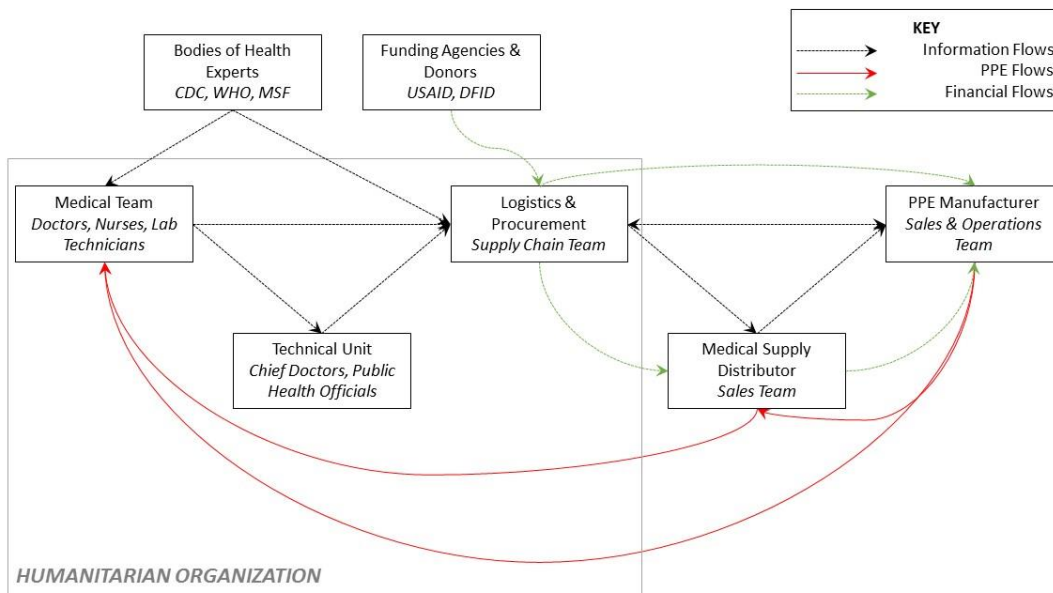 Bodies of Health
Experts
CDC, WHO, MSF
Funding Agencies &
Donors
USAID, DFID
KEY
Information Flows
PPE Flows
Financial Flows
Medical Team
Doctors, Nurses, Lab
Technicians
Logistics &
Procurement
Supply Chain Team
PPE Manufacturer
Sales & Operations
Team
Technical Unit
Chief Doctors, Public
Health Officials
Medical Supply
Distributor
Sales Team
HUMANITARIAN ORGANIZATION